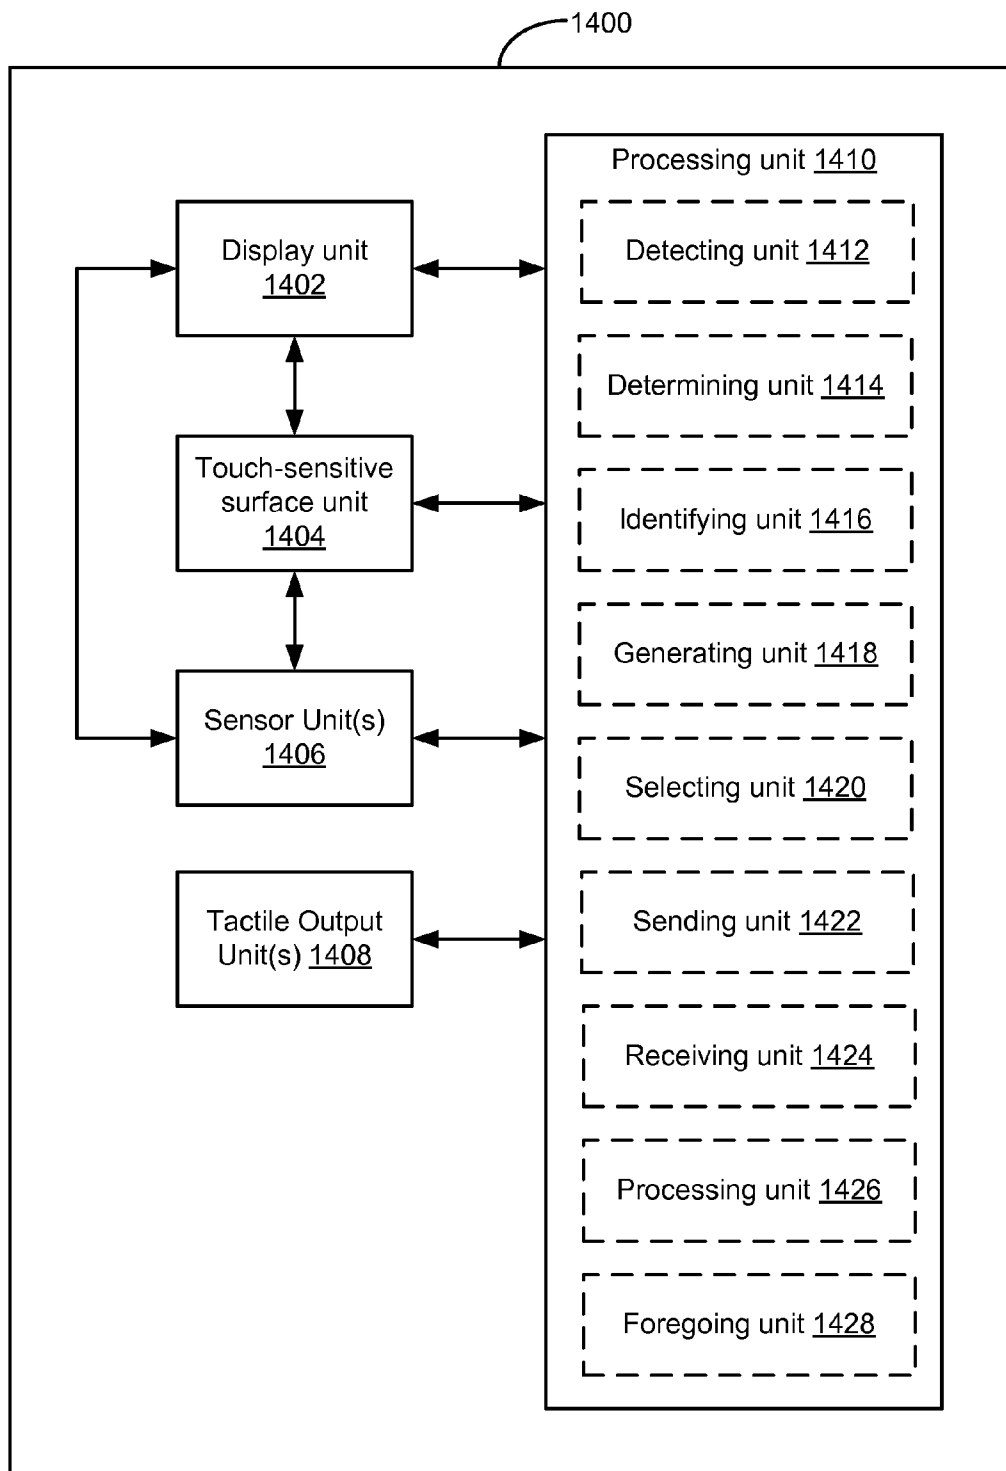 1400
Processing unit 1410
Display unit
1402
Touch-sensitive
surface unit
1404
Sensor Unit(s)
1406
Tactile Output
Unit(s) 1408
Detecting unit 1412
Determining unit 1414
Identifying unit 1416
Generating unit 1418
Selecting unit 1420
Sending unit 1422
Receiving unit 1424
Processing unit 1426
Foregoing unit 1428